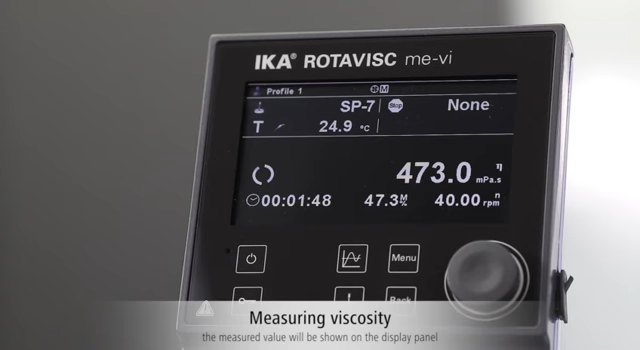 IKA® ROTAVISC me-vi
Profile 1 M
SP-7 Stop None
T 24.9 °C
473.0 η mPa.s
00:01:48 47.3 M % 40.00 n rpm
Menu
Back
Measuring viscosity
the measured value will be shown on the display panel